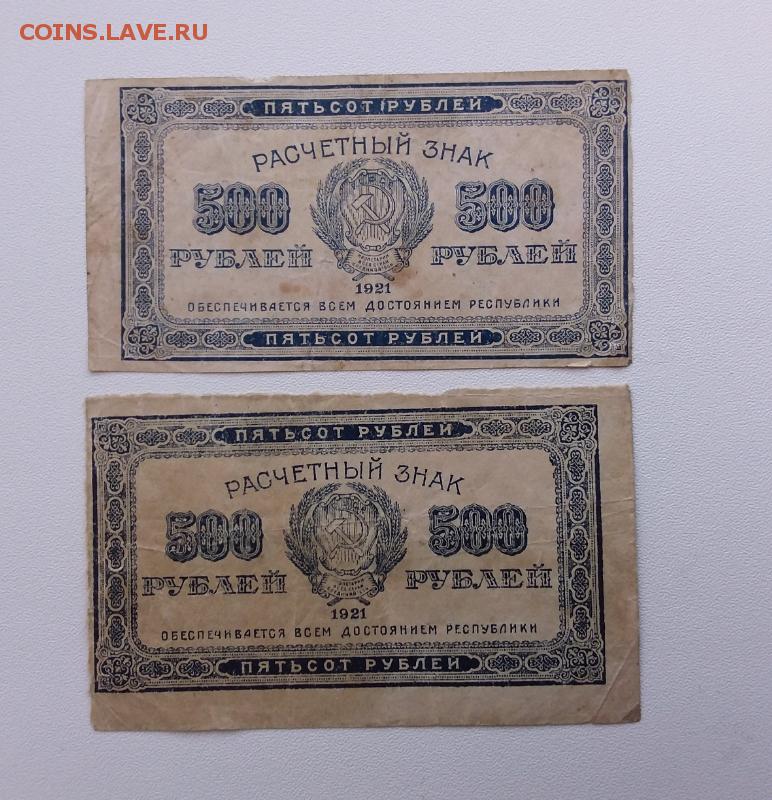 COINS.LAVE.RU
ПЯТЬСОТ РУБЛЕЙ
РАСЧЕТНЫЙ ЗНАК
500 500
РУБЛЕЙ РУБЛЕЙ
1921
ОБЕСПЕЧИВАЕТСЯ ВСЕМ ДОСТОЯНИЕМ РЕСПУБЛИКИ
ПЯТЬСОТ РУБЛЕЙ
ПЯТЬСОТ РУБЛЕЙ
РАСЧЕТНЫЙ ЗНАК
500 500
РУБЛЕЙ РУБЛЕЙ
1921
ОБЕСПЕЧИВАЕТСЯ ВСЕМ ДОСТОЯНИЕМ РЕСПУБЛИКИ
ПЯТЬСОТ РУБЛЕЙ